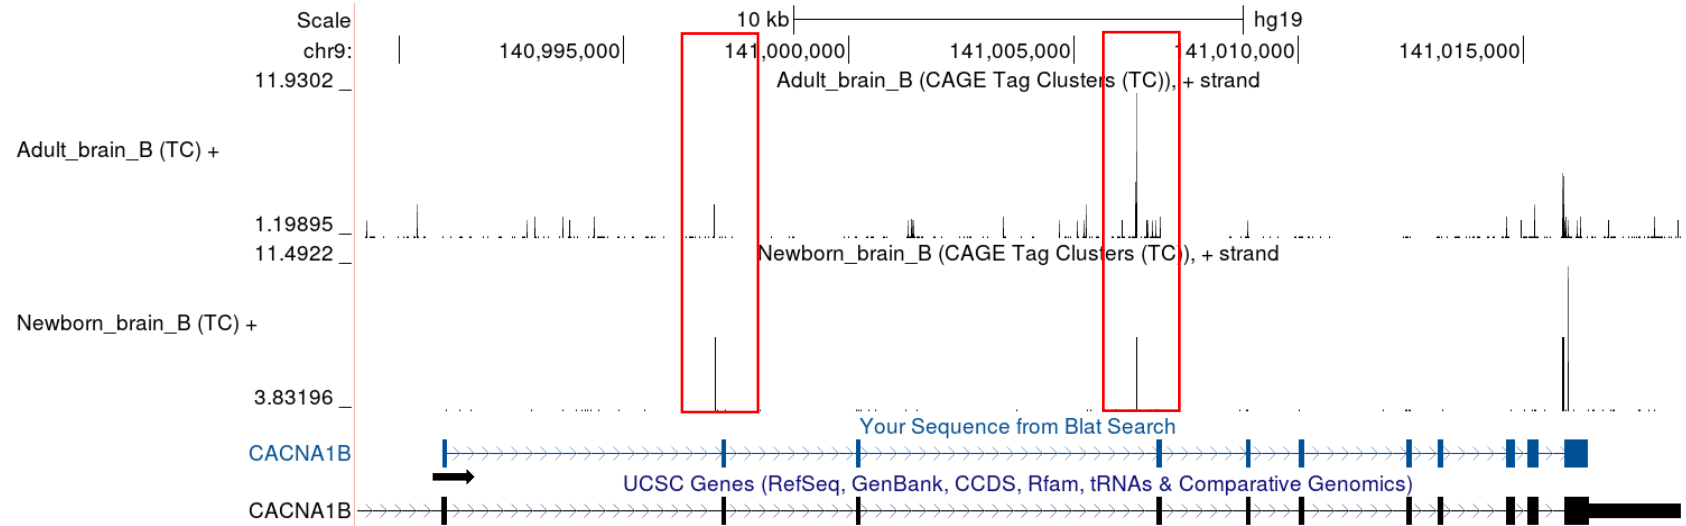 Scale 10 kb hg19
chr9: 140,995,000 141,000,000 141,005,000 141,010,000 141,015,000
11.9302 _ Adult_brain_B (CAGE Tag Clusters (TC)), + strand
Adult_brain_B (TC) +
1.19895 _
11.4922 _ Newborn_brain_B (CAGE Tag Clusters (TC)), + strand
Newborn_brain_B (TC) +
3.83196 _
Your Sequence from Blat Search
CACNA1B
UCSC Genes (RefSeq, GenBank, CCDS, Rfam, tRNAs & Comparative Genomics)
CACNA1B